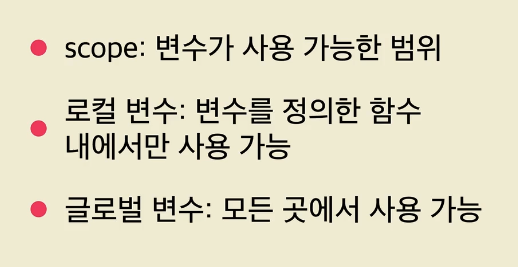 scope: 변수가 사용 가능한 범위
로컬 변수: 변수를 정의한 함수
내에서만 사용 가능
글로벌 변수: 모든 곳에서 사용 가능